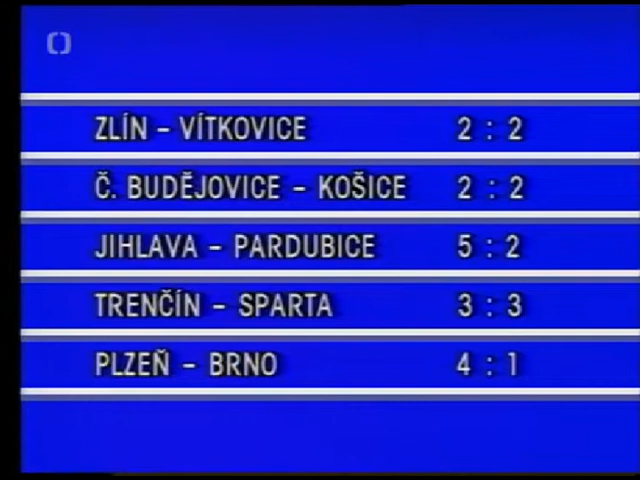 ZLÍN - VÍTKOVICE 2 : 2
Č. BUDĚJOVICE - KOŠICE 2 : 2
JIHLAVA - PARDUBICE 5 : 2
TRENČÍN - SPARTA 3 : 3
PLZEŇ - BRNO 4 : 1